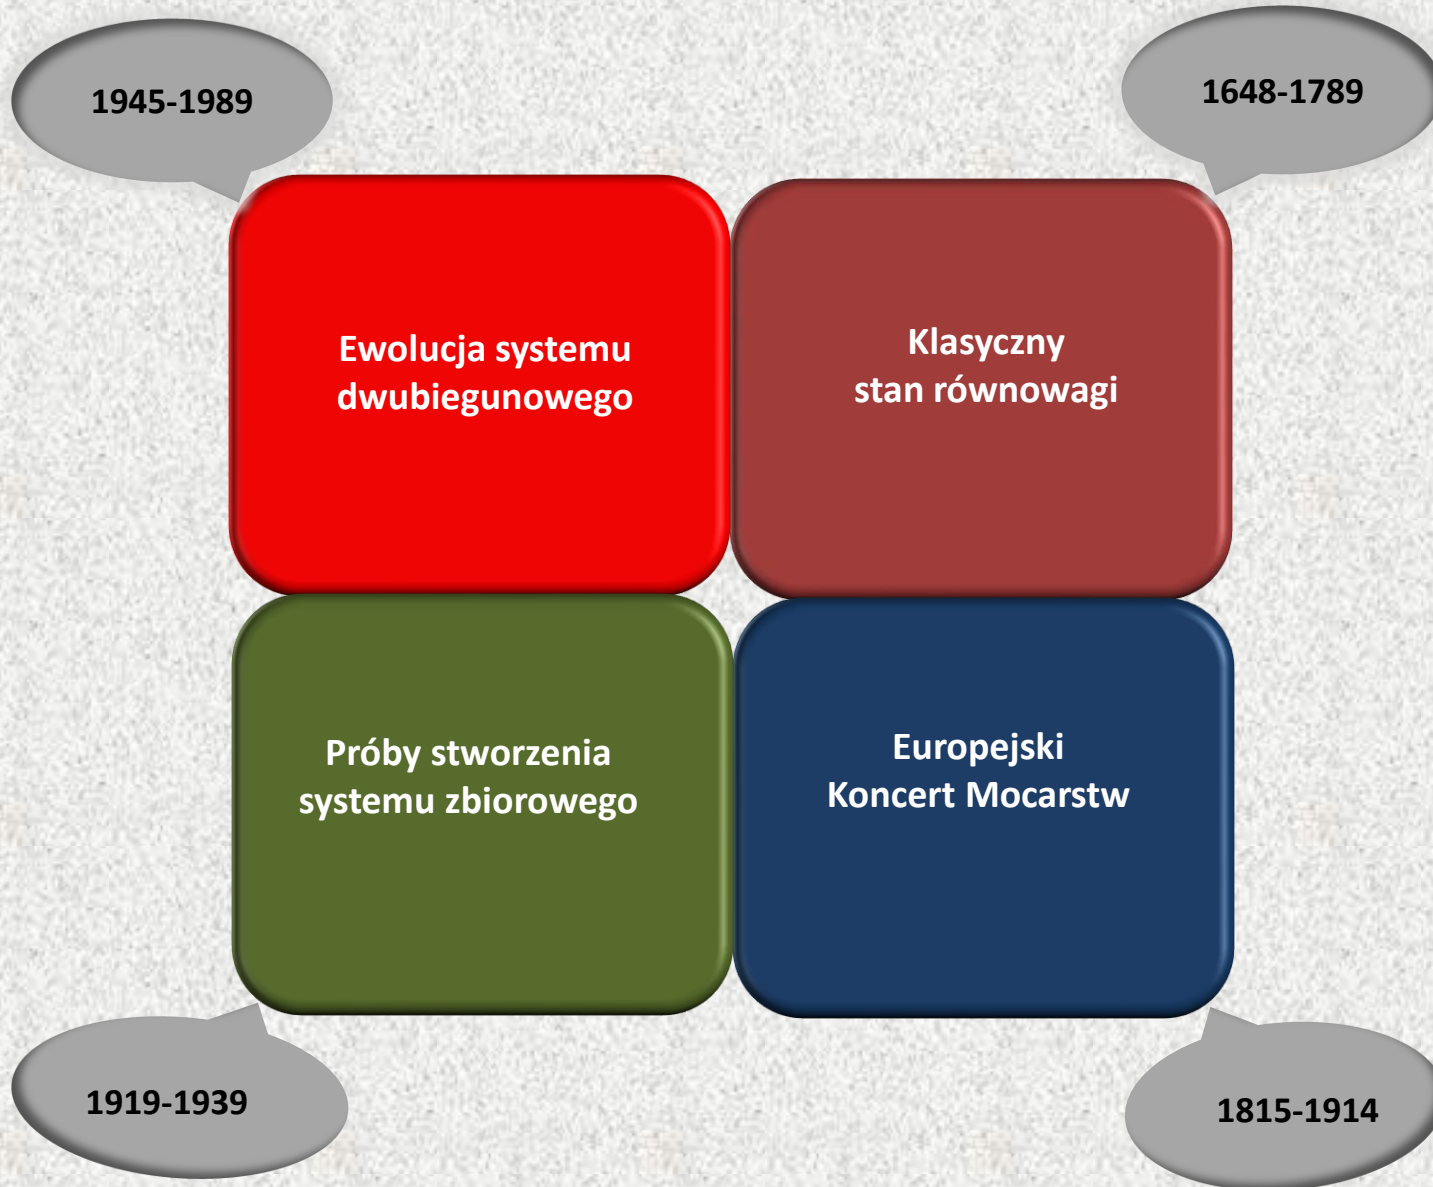 1945-1989
1648-1789
Ewolucja systemu
dwubiegunowego
Klasyczny
stan równowagi
Próby stworzenia
systemu zbiorowego
Europejski
Koncert Mocarstw
1919-1939
1815-1914